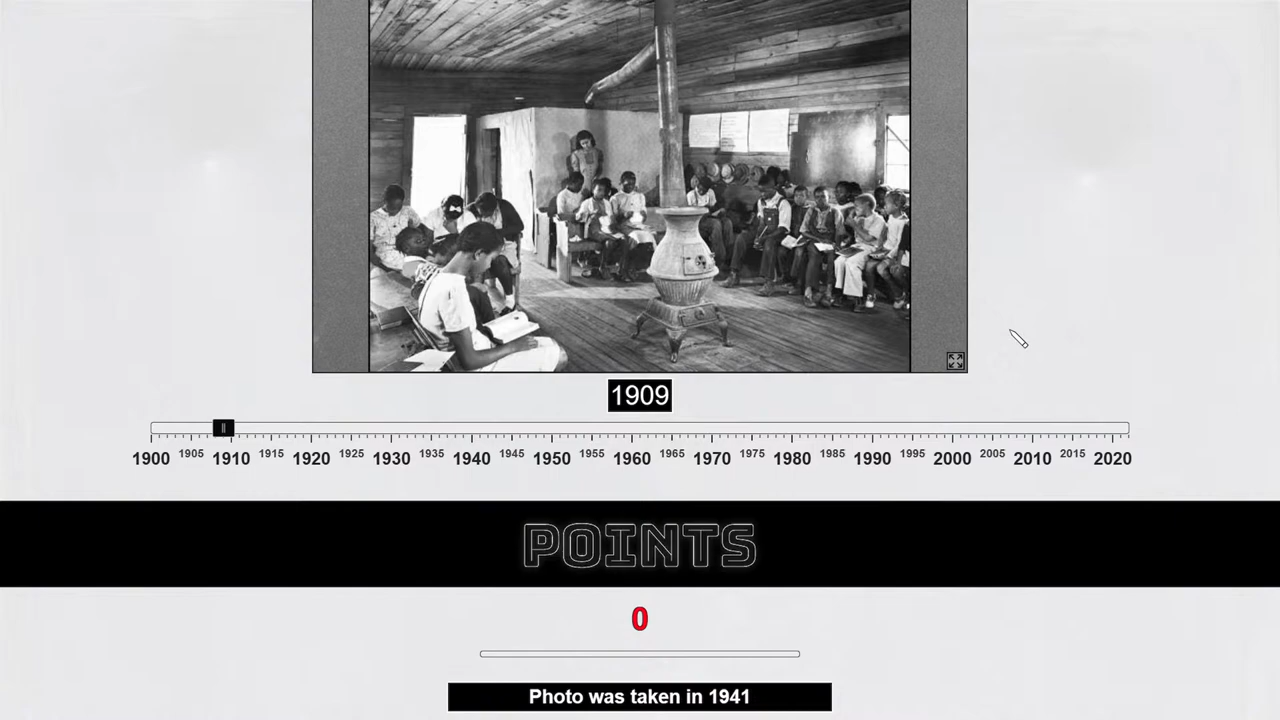 1909
1900 1905 1910 1915 1920 1925 1930 1935 1940 1945 1950 1955 1960 1965 1970 1975 1980 1985 1990 1995 2000 2005 2010 2015 2020
POINTS
0
Photo was taken in 1941